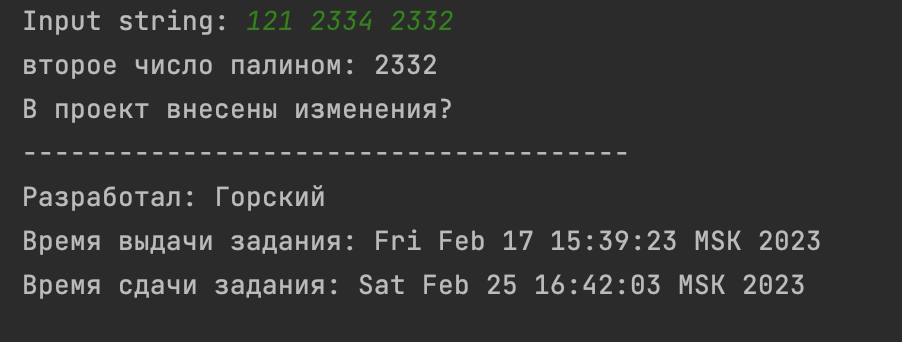 Input string: 121 2334 2332
второе число палином: 2332
В проект внесены изменения?
--------------------------------------
Разработал: Горский
Время выдачи задания: Fri Feb 17 15:39:23 MSK 2023
Время сдачи задания: Sat Feb 25 16:42:03 MSK 2023